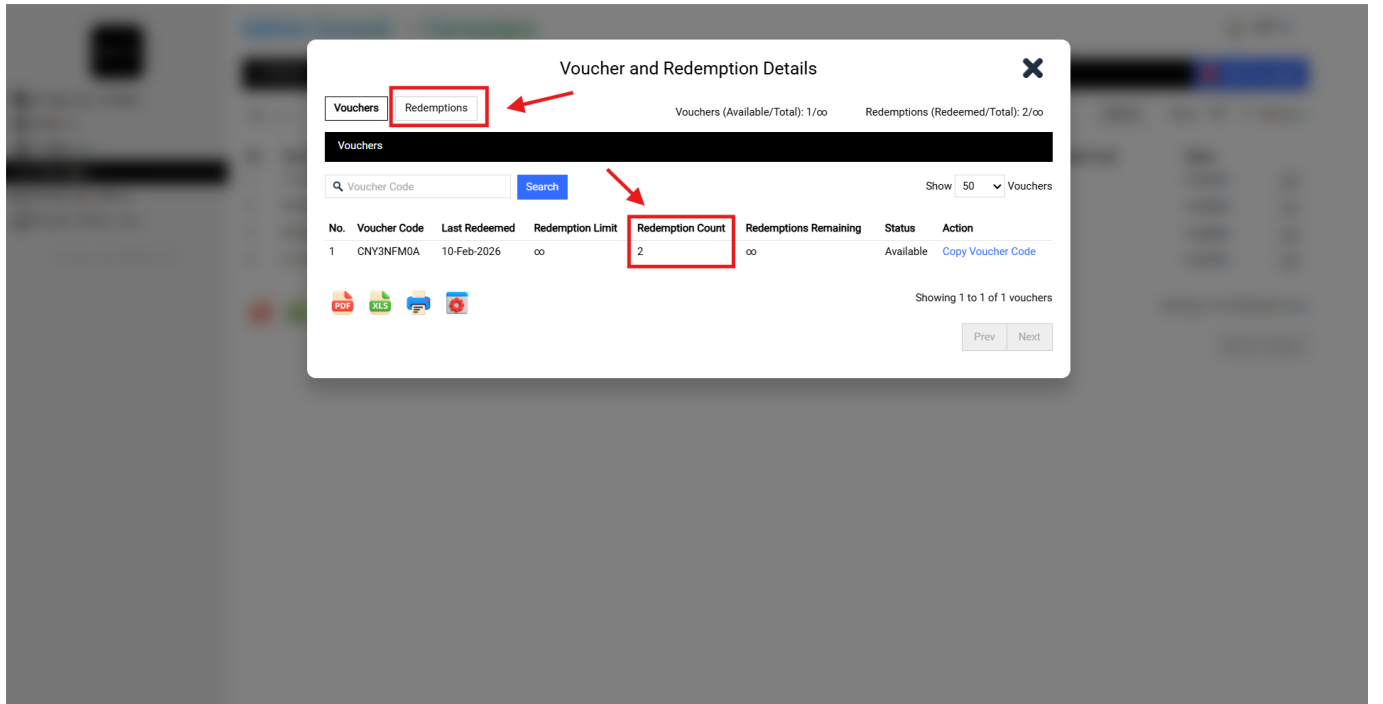 Voucher and Redemption Details
Vouchers Redemptions Vouchers (Available/Total): 1/∞ Redemptions (Redeemed/Total): 2/∞
Vouchers
Voucher Code Search Show 50 Vouchers
No. Voucher Code Last Redeemed Redemption Limit Redemption Count Redemptions Remaining Status Action
1 CNY3NFM0A 10-Feb-2026 ∞ 2 ∞ Available Copy Voucher Code
PDF XLS Showing 1 to 1 of 1 vouchers
Prev Next